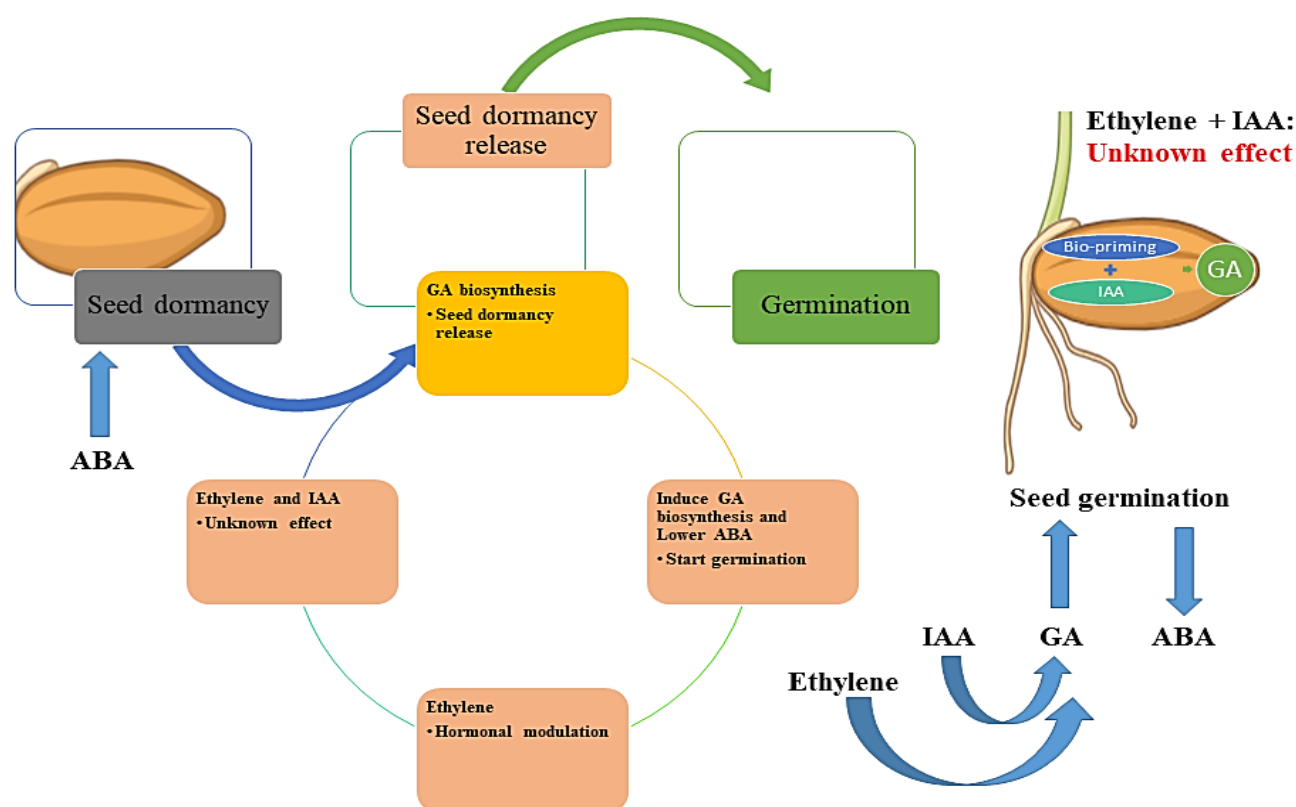 Seed dormancy
release
Seed dormancy
ABA
GA biosynthesis
• Seed dormancy
release
Germination
Ethylene and IAA
• Unknown effect
Induce GA
biosynthesis and
Lower ABA
• Start germination
Ethylene
• Hormonal modulation
Ethylene + IAA:
Unknown effect
Bio-priming
+
IAA
GA
Seed germination
IAA
GA
ABA
Ethylene